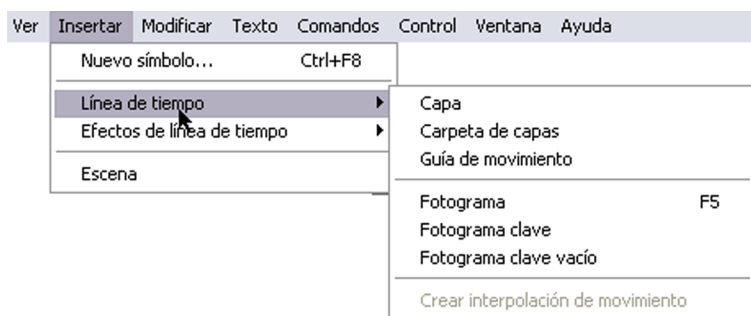 Ver Insertar Modificar Texto Comandos Control Ventana Ayuda
Nuevo símbolo... Ctrl+F8
Línea de tiempo
Efectos de línea de tiempo
Escena
Capa
Carpeta de capas
Guía de movimiento
Fotograma F5
Fotograma clave
Fotograma clave vacío
Crear interpolación de movimiento